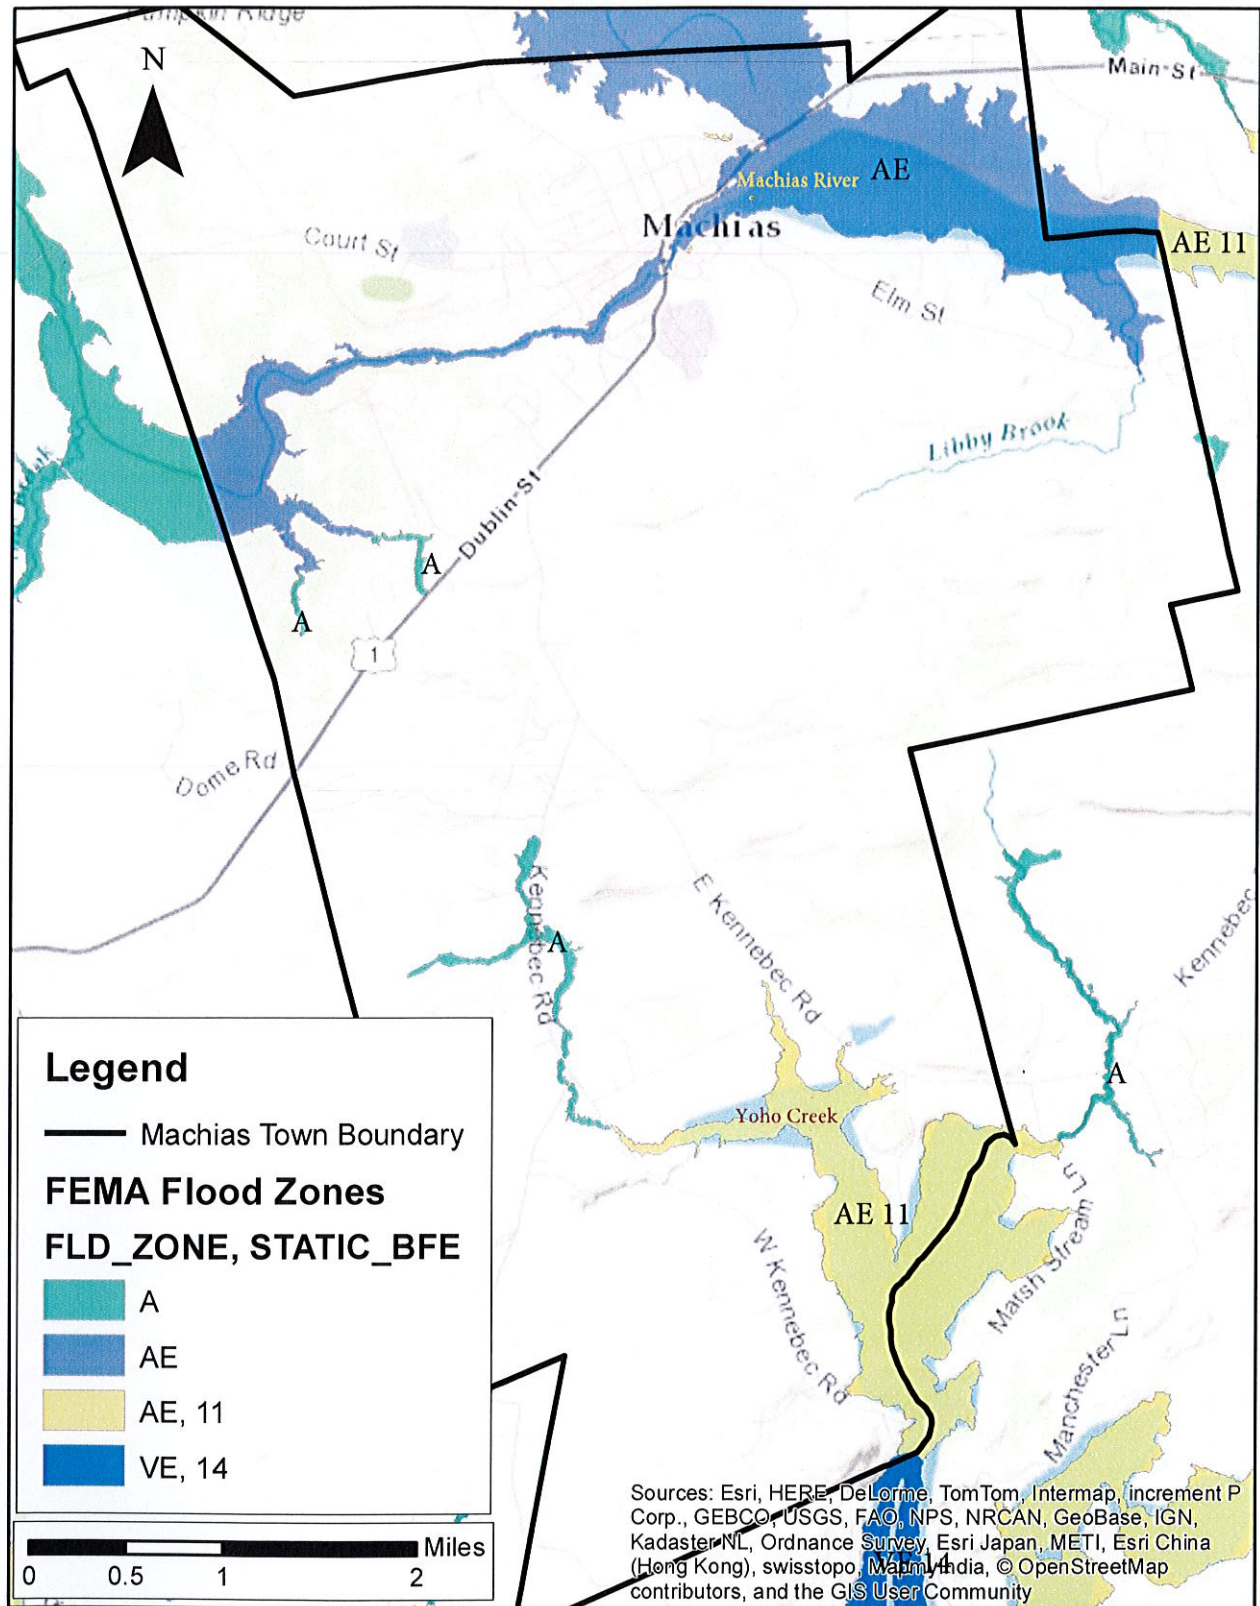 Pumpkin Ridge
N
Main St
Machias River
AE
Machias
AE 11
Court St
Elm St
Libby Brook
Dublin St
A
A
1
Dome Rd
Kennebec Rd
A
E Kennebec Rd
Kennebec
A
Yoho Creek
AE 11
Marsh Stream Ln
W Kennebec Rd
Manchester Ln
VE 14
Legend
Machias Town Boundary
FEMA Flood Zones
FLD_ZONE, STATIC_BFE
A
AE
AE, 11
VE, 14
Miles
0 0.5 1 2
Sources: Esri, HERE, DeLorme, TomTom, Intermap, increment P
Corp., GEBCO, USGS, FAO, NPS, NRCAN, GeoBase, IGN,
Kadaster NL, Ordnance Survey, Esri Japan, METI, Esri China
(Hong Kong), swisstopo, MapmyIndia, © OpenStreetMap
contributors, and the GIS User Community